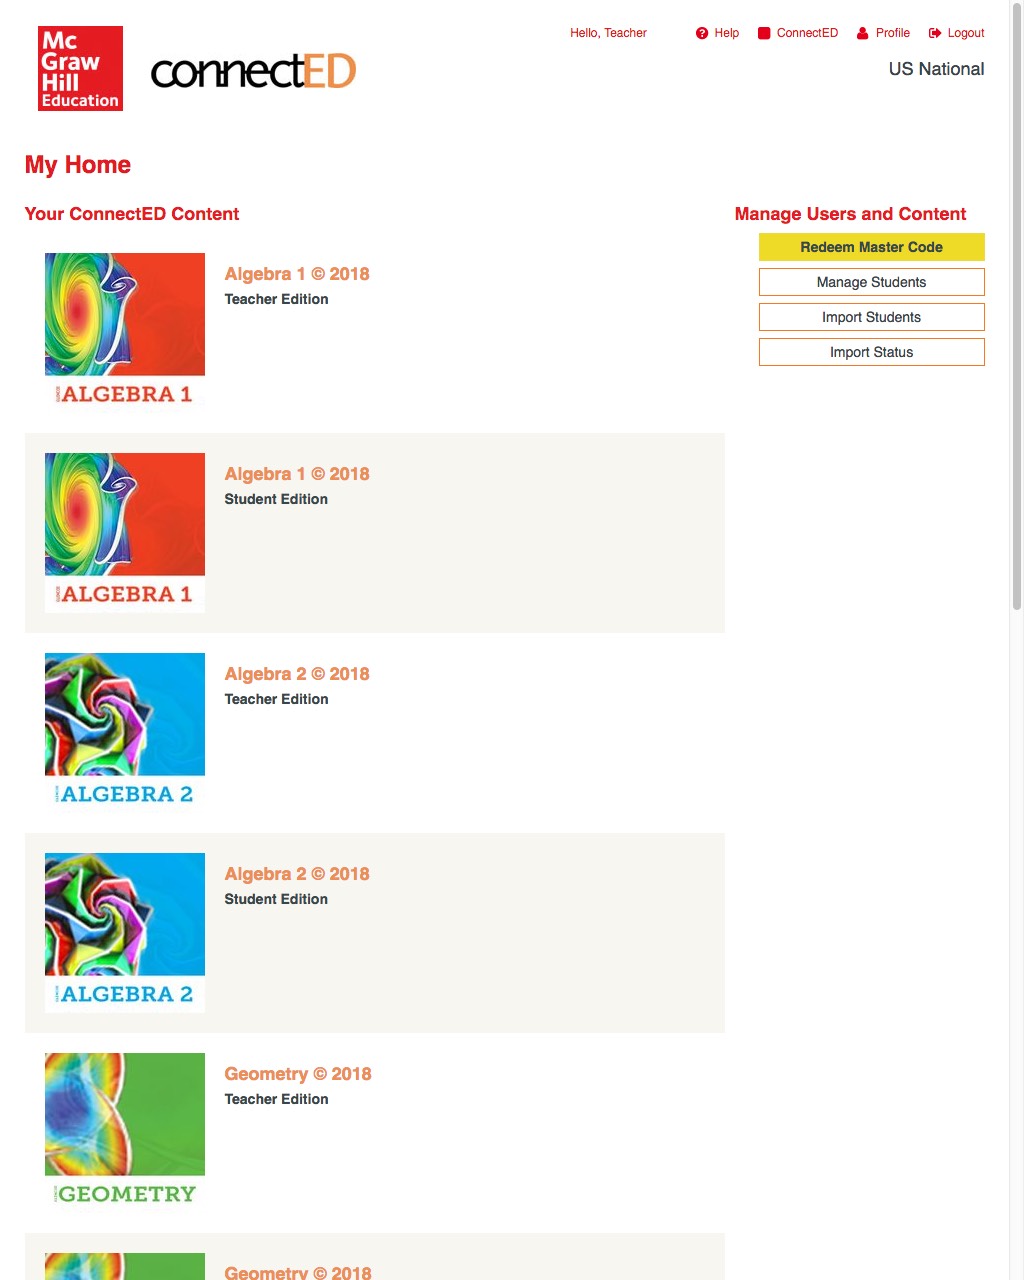 Mc
Graw
Hill
Education
connectED
Hello, Teacher
Help
ConnectED
Profile
Logout
US National
My Home
Your ConnectED Content
Manage Users and Content
Redeem Master Code
Manage Students
Import Students
Import Status
Algebra 1 © 2018
Teacher Edition
ALGEBRA 1
Algebra 1 © 2018
Student Edition
ALGEBRA 1
Algebra 2 © 2018
Teacher Edition
ALGEBRA 2
Algebra 2 © 2018
Student Edition
ALGEBRA 2
Geometry © 2018
Teacher Edition
GEOMETRY
Geometry © 2018